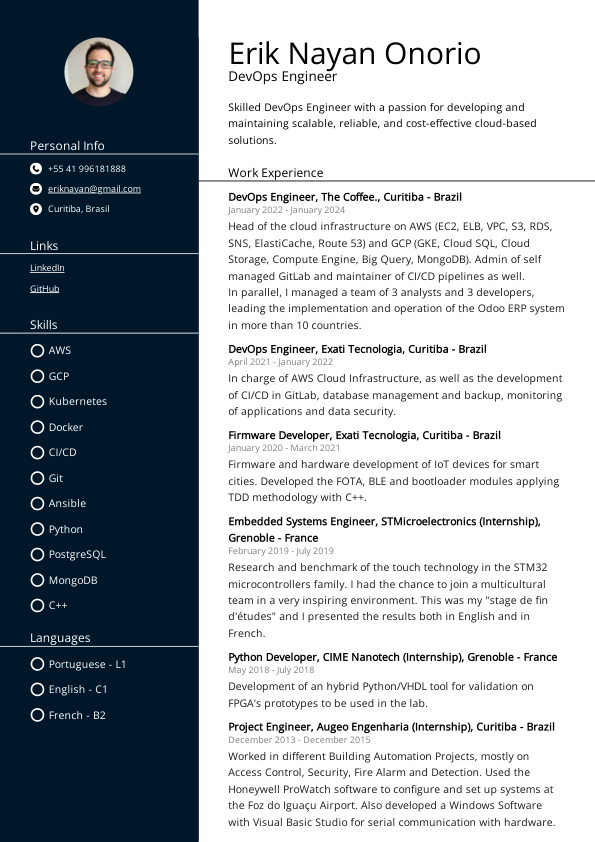 Personal Info
+55 41 996181888
eriknayan@gmail.com
Curitiba, Brasil
Links
LinkedIn
GitHub
Skills
AWS
GCP
Kubernetes
Docker
CI/CD
Git
Ansible
Python
PostgreSQL
MongoDB
C++
Languages
Portuguese - L1
English - C1
French - B2
Erik Nayan Onorio
DevOps Engineer
Skilled DevOps Engineer with a passion for developing and
maintaining scalable, reliable, and cost-effective cloud-based
solutions.
Work Experience
DevOps Engineer, The Coffee., Curitiba - Brazil
January 2022 - January 2024
Head of the cloud infrastructure on AWS (EC2, ELB, VPC, S3, RDS,
SNS, ElastiCache, Route 53) and GCP (GKE, Cloud SQL, Cloud
Storage, Compute Engine, Big Query, MongoDB). Admin of self
managed GitLab and maintainer of CI/CD pipelines as well.
In parallel, I managed a team of 3 analysts and 3 developers,
leading the implementation and operation of the Odoo ERP system
in more than 10 countries.
DevOps Engineer, Exati Tecnologia, Curitiba - Brazil
April 2021 - January 2022
In charge of AWS Cloud Infrastructure, as well as the development
of CI/CD in GitLab, database management and backup, monitoring
of applications and data security.
Firmware Developer, Exati Tecnologia, Curitiba - Brazil
January 2020 - March 2021
Firmware and hardware development of IoT devices for smart
cities. Developed the FOTA, BLE and bootloader modules applying
TDD methodology with C++.
Embedded Systems Engineer, STMicroelectronics (Internship),
Grenoble - France
February 2019 - July 2019
Research and benchmark of the touch technology in the STM32
microcontrollers family. I had the chance to join a multicultural
team in a very inspiring environment. This was my "stage de fin
d'études" and I presented the results both in English and in
French.
Python Developer, CIME Nanotech (Internship), Grenoble - France
May 2018 - July 2018
Development of an hybrid Python/VHDL tool for validation on
FPGA's prototypes to be used in the lab.
Project Engineer, Augeo Engenharia (Internship), Curitiba - Brazil
December 2013 - December 2015
Worked in different Building Automation Projects, mostly on
Access Control, Security, Fire Alarm and Detection. Used the
Honeywell ProWatch software to configure and set up systems at
the Foz do Iguaçu Airport. Also developed a Windows Software
with Visual Basic Studio for serial communication with hardware.